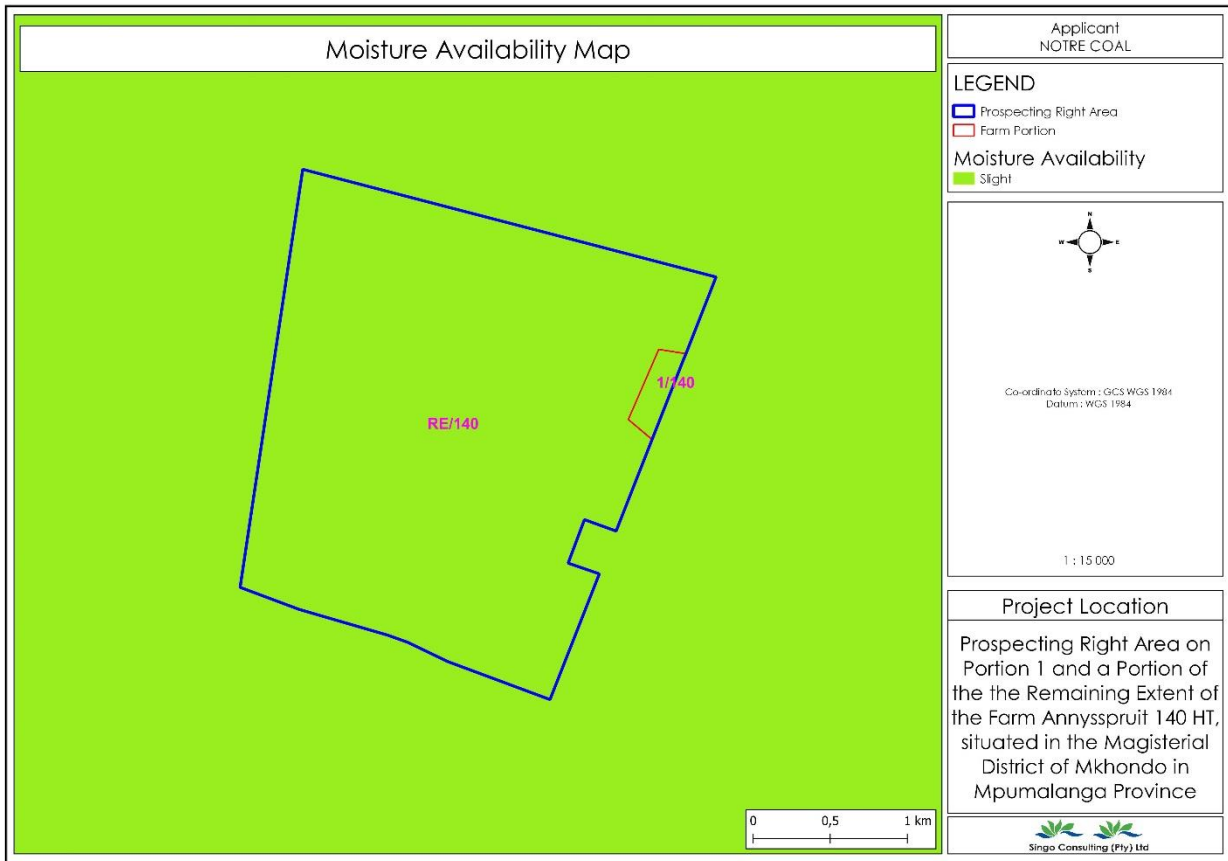 Moisture Availability Map
RE/140
1/140
0 0,5 1 km
Applicant
NOTRE COAL
LEGEND
Prospecting Right Area
Farm Portion
Moisture Availability
Slight
N
W E
S
Co-ordinate System : GCS WGS 1984
Datum : WGS 1984
1 : 15 000
Project Location
Prospecting Right Area on
Portion 1 and a Portion of
the the Remaining Extent of
the Farm Annysspruit 140 HT,
situated in the Magisterial
District of Mkhondo in
Mpumalanga Province
Singo Consulting (Pty) Ltd